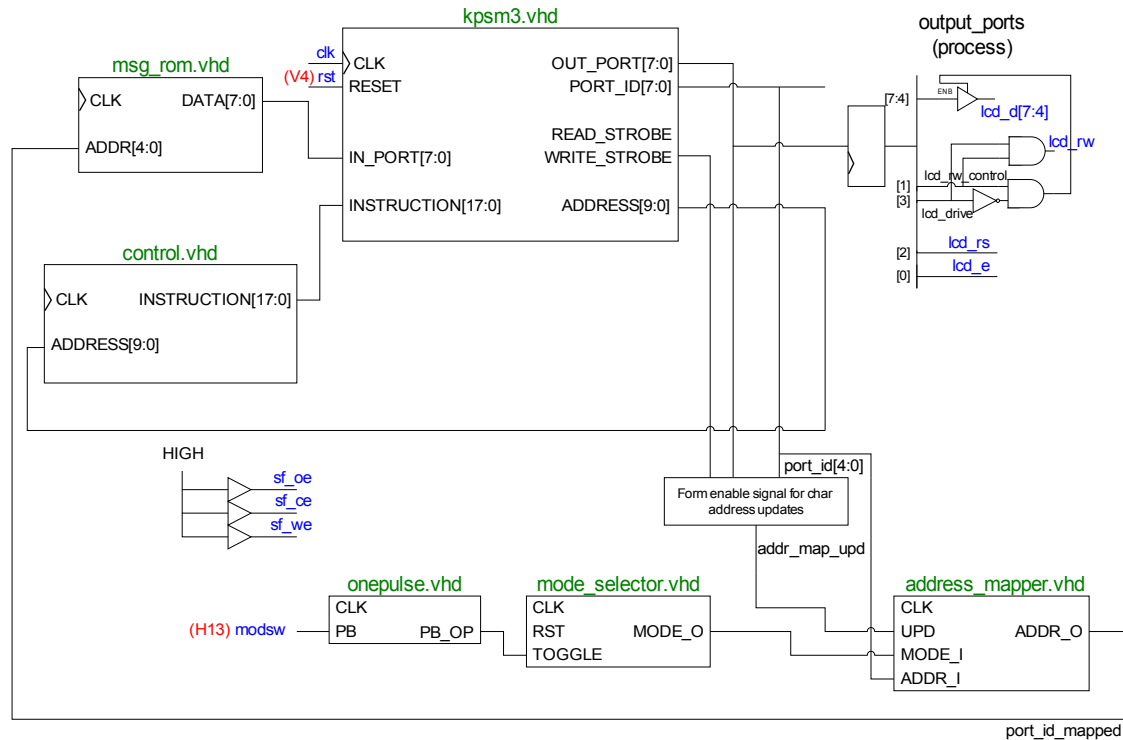 kpsm3.vhd
clk
(V4) rst
CLK
RESET
IN_PORT[7:0]
INSTRUCTION[17:0]
OUT_PORT[7:0]
PORT_ID[7:0]
READ_STROBE
WRITE_STROBE
ADDRESS[9:0]
msg_rom.vhd
CLK
DATA[7:0]
ADDR[4:0]
control.vhd
CLK
INSTRUCTION[17:0]
ADDRESS[9:0]
output_ports
(process)
[7:4]
ENB
lcd_d[7:4]
lcd_rw
lcd_rw_control
[1]
[3]
lcd_drive
[2]
lcd_rs
[0]
lcd_e
HIGH
sf_oe
sf_ce
sf_we
port_id[4:0]
Form enable signal for char
address updates
addr_map_upd
onepulse.vhd
CLK
(H13) modsw
PB
PB_OP
mode_selector.vhd
CLK
RST
MODE_O
TOGGLE
address_mapper.vhd
CLK
UPD
ADDR_O
MODE_I
ADDR_I
port_id_mapped